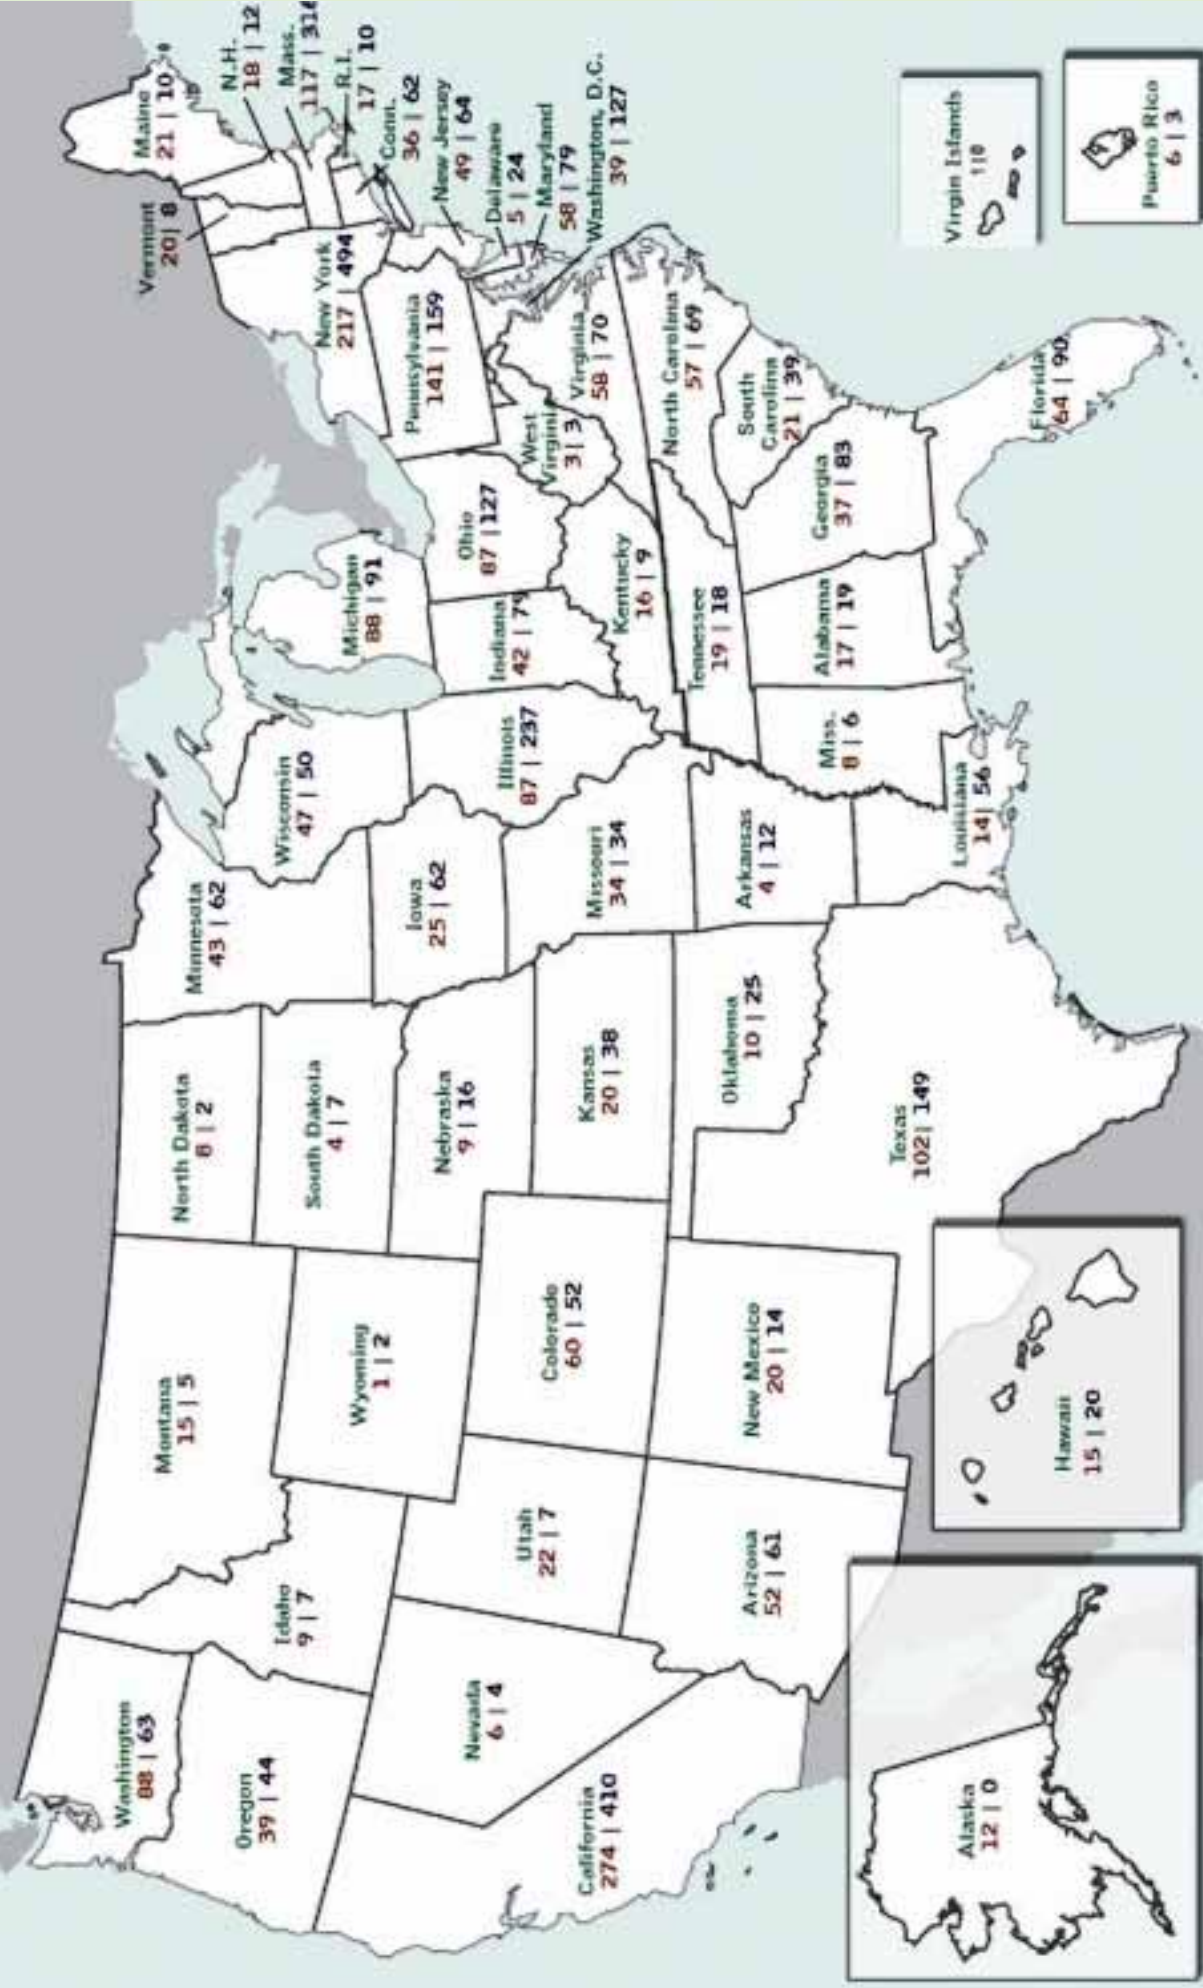 Washington
88 | 63
Oregon
39 | 44
California
274 | 410
Nevada
6 | 4
Idaho
9 | 7
Montana
15 | 5
Wyoming
1 | 2
Utah
22 | 7
Arizona
52 | 61
Colorado
60 | 52
New Mexico
20 | 14
North Dakota
8 | 2
South Dakota
4 | 7
Nebraska
9 | 16
Kansas
20 | 38
Oklahoma
10 | 25
Texas
102 | 149
Minnesota
43 | 62
Iowa
25 | 62
Missouri
34 | 34
Arkansas
4 | 12
Louisiana
14 | 56
Wisconsin
47 | 50
Illinois
87 | 237
Michigan
88 | 91
Indiana
42 | 79
Ohio
87 | 127
Kentucky
16 | 9
Tennessee
19 | 18
Miss.
8 | 6
Alabama
17 | 19
Georgia
37 | 83
Florida
64 | 90
South
Carolina
21 | 39
North Carolina
57 | 69
Virginia
58 | 70
West
Virginia
3 | 3
Pennsylvania
141 | 159
New York
217 | 494
Vermont
20 | 8
Maine
21 | 10
N.H.
18 | 12
Mass.
117 | 316
R.I.
17 | 10
Conn.
36 | 62
New Jersey
49 | 64
Delaware
5 | 24
Maryland
58 | 79
Washington, D.C.
39 | 127
Alaska
12 | 0
Hawaii
15 | 20
Virgin Islands
1 | 0
Puerto Rico
6 | 3